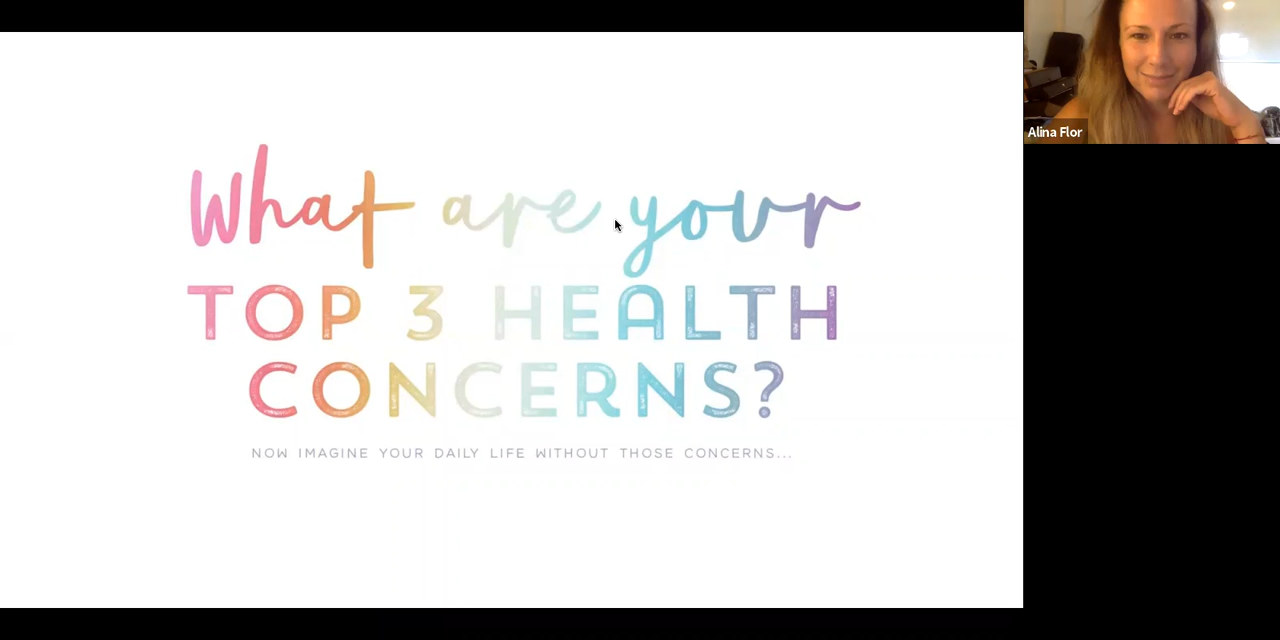 What are your
TOP 3 HEALTH
CONCERNS?
NOW IMAGINE YOUR DAILY LIFE WITHOUT THOSE CONCERNS...
Alina Flor